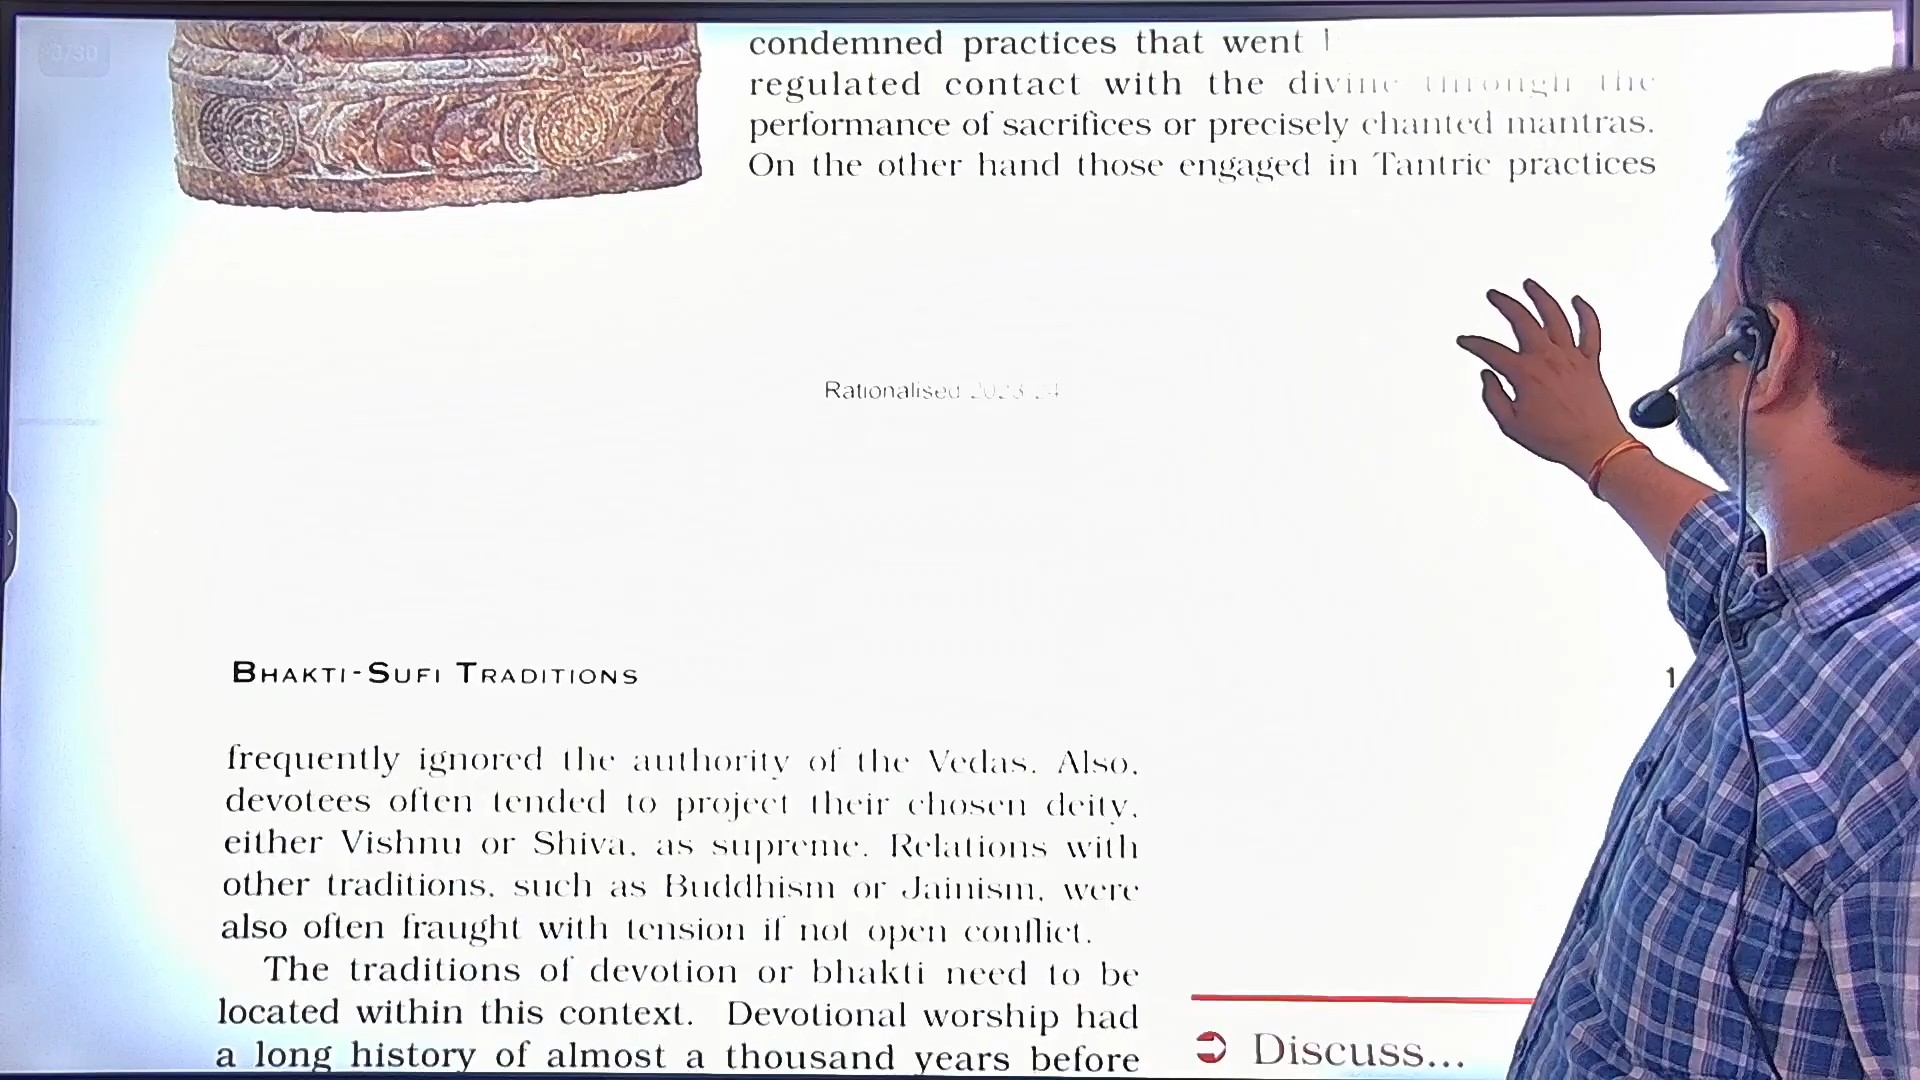 3/30
condemned practices that went
regulated contact with the divine through the
performance of sacrifices or precisely chanted mantras.
On the other hand those engaged in Tantric practices
Rationalised 2023-24
BHAKTI-SUFI TRADITIONS
1
frequently ignored the authority of the Vedas. Also,
devotees often tended to project their chosen deity,
either Vishnu or Shiva, as supreme. Relations with
other traditions, such as Buddhism or Jainism, were
also often fraught with tension if not open conflict.
The traditions of devotion or bhakti need to be
located within this context. Devotional worship had
a long history of almost a thousand years before
Discuss...